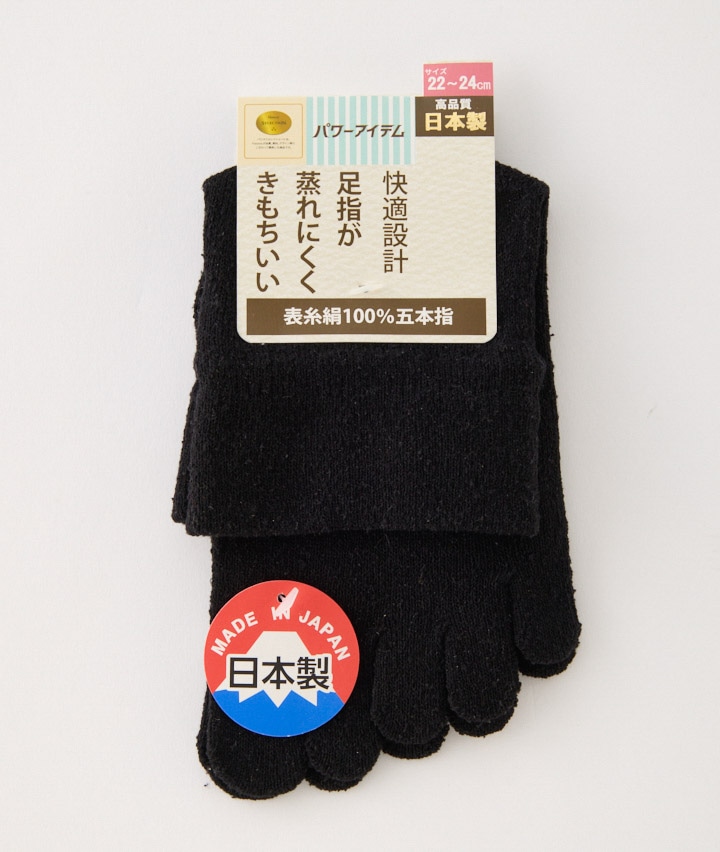 サイズ
22～24cm
高品質
日本製
パワーアイテム
快適設計
足指が
蒸れにくく
きもちいい
表糸絹100%五本指
MADE IN JAPAN
日本製